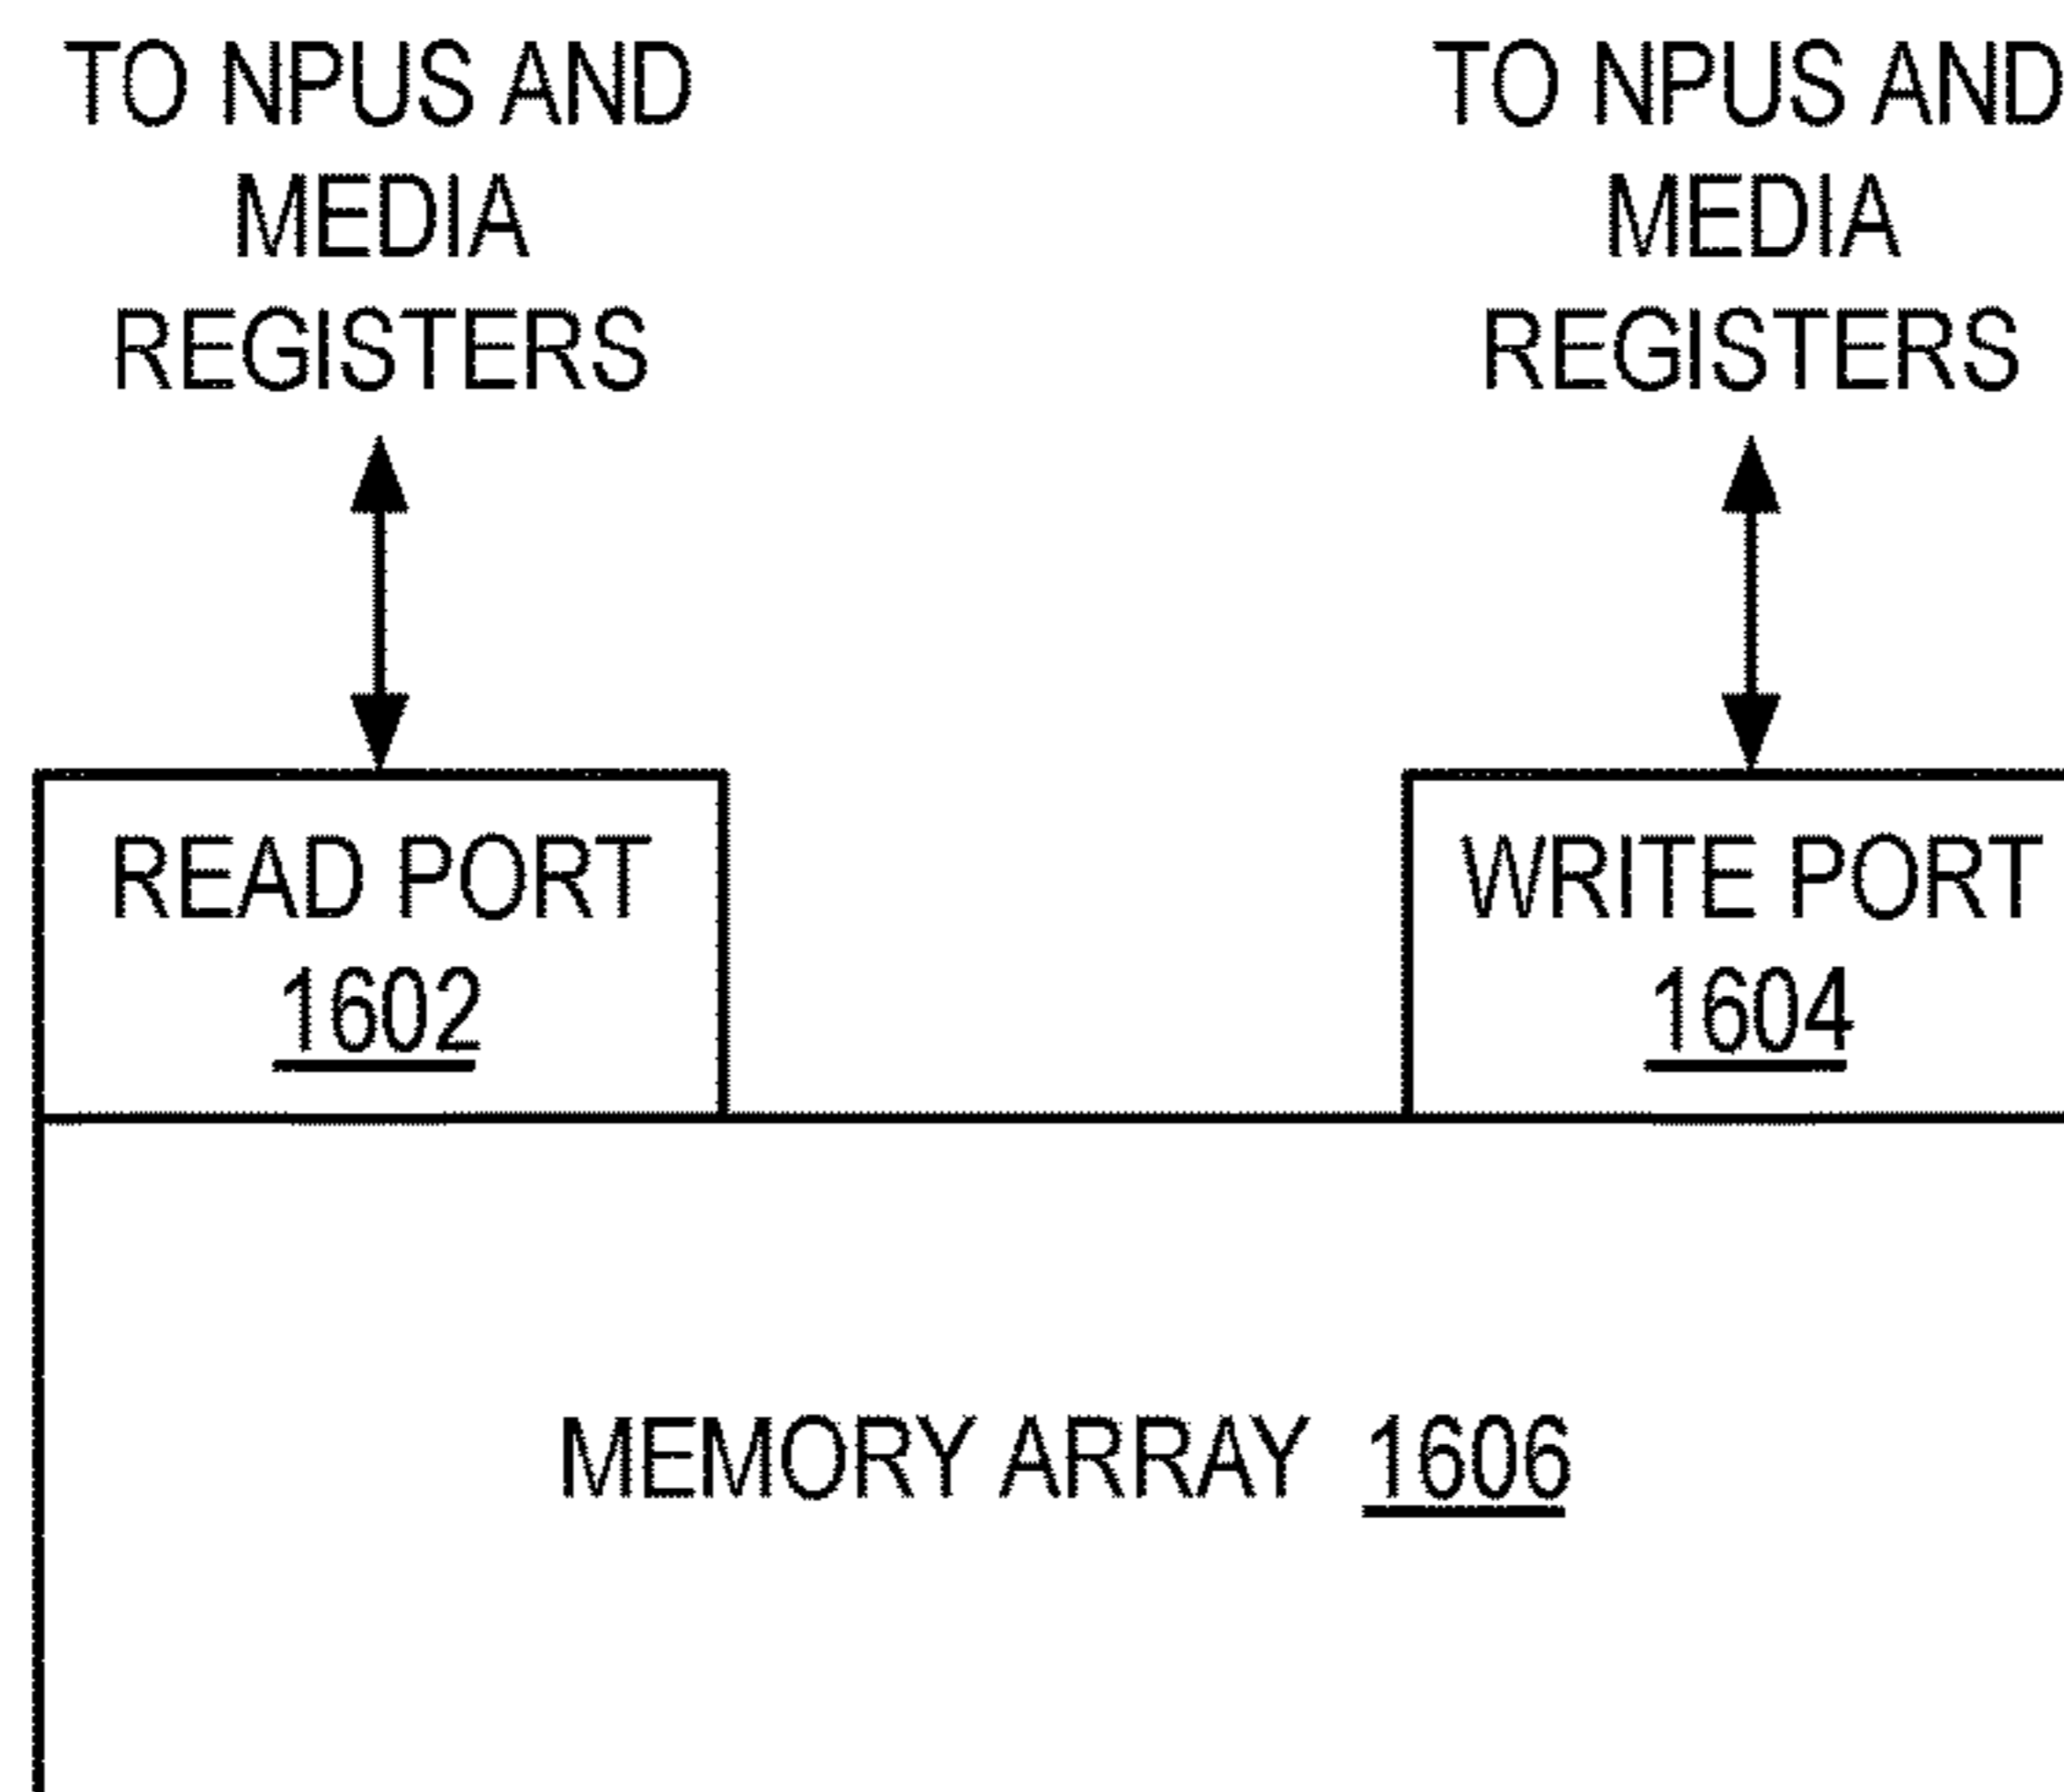 TO NPUS AND
MEDIA
REGISTERS
TO NPUS AND
MEDIA
REGISTERS
READ PORT
1602
WRITE PORT
1604
MEMORY ARRAY 1606